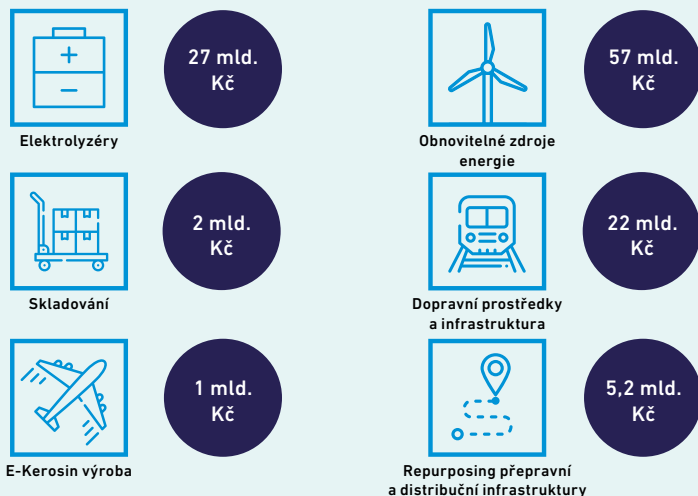 27 mld.
Kč
Elektrolyzéry
57 mld.
Kč
Obnovitelné zdroje
energie
2 mld.
Kč
Skladování
22 mld.
Kč
Dopravní prostředky
a infrastruktura
1 mld.
Kč
E-Kerosin výroba
5,2 mld.
Kč
Repurposing přepravní
a distribuční infrastruktury